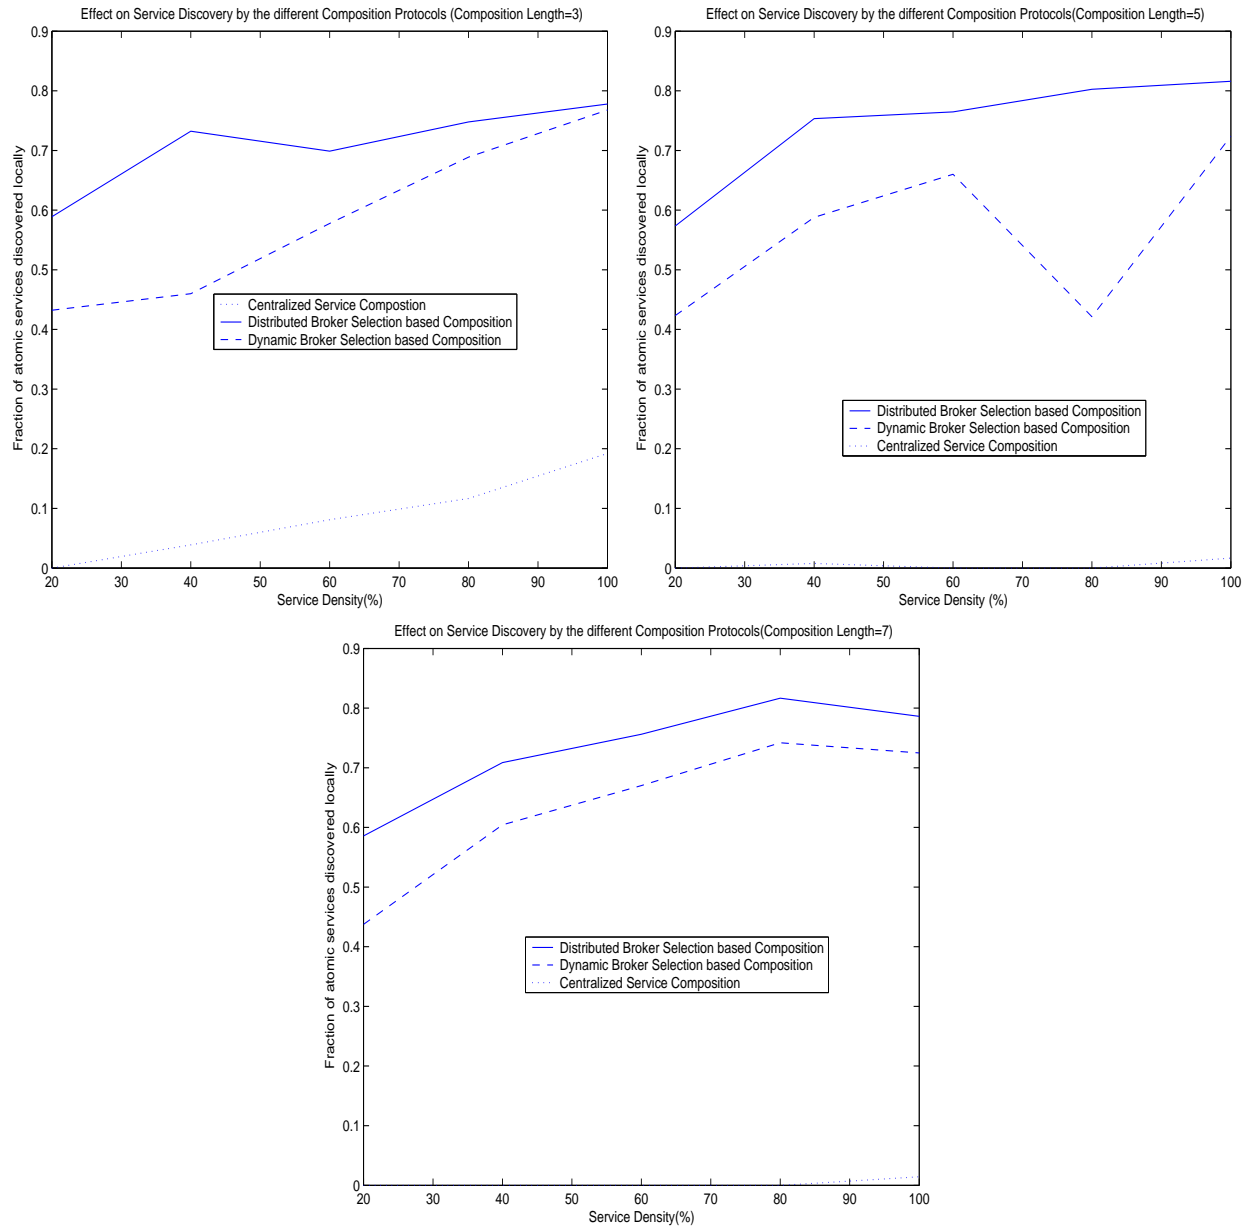 Effect on Service Discovery by the different Composition Protocols (Composition Length=3)
0.9
0.8
0.7
0.6
0.5
0.4
0.3
0.2
0.1
0
Fraction of atomic services discovered locally
Centralized Service Compostion
Distributed Broker Selection based Composition
Dynamic Broker Selection based Composition
20 30 40 50 60 70 80 90 100
Service Density(%)
Effect on Service Discovery by the different Composition Protocols(Composition Length=5)
0.9
0.8
0.7
0.6
0.5
0.4
0.3
0.2
0.1
0
Fraction of atomic services discovered locally
Distributed Broker Selection based Composition
Dynamic Broker Selection based Composition
Centralized Service Composition
20 30 40 50 60 70 80 90 100
Service Density (%)
Effect on Service Discovery by the different Composition Protocols(Composition Length=7)
0.9
0.8
0.7
0.6
0.5
0.4
0.3
0.2
0.1
0
Fraction of atomic services discovered locally
Distributed Broker Selection based Composition
Dynamic Broker Selection based Composition
Centralized Service Composition
20 30 40 50 60 70 80 90 100
Service Density(%)